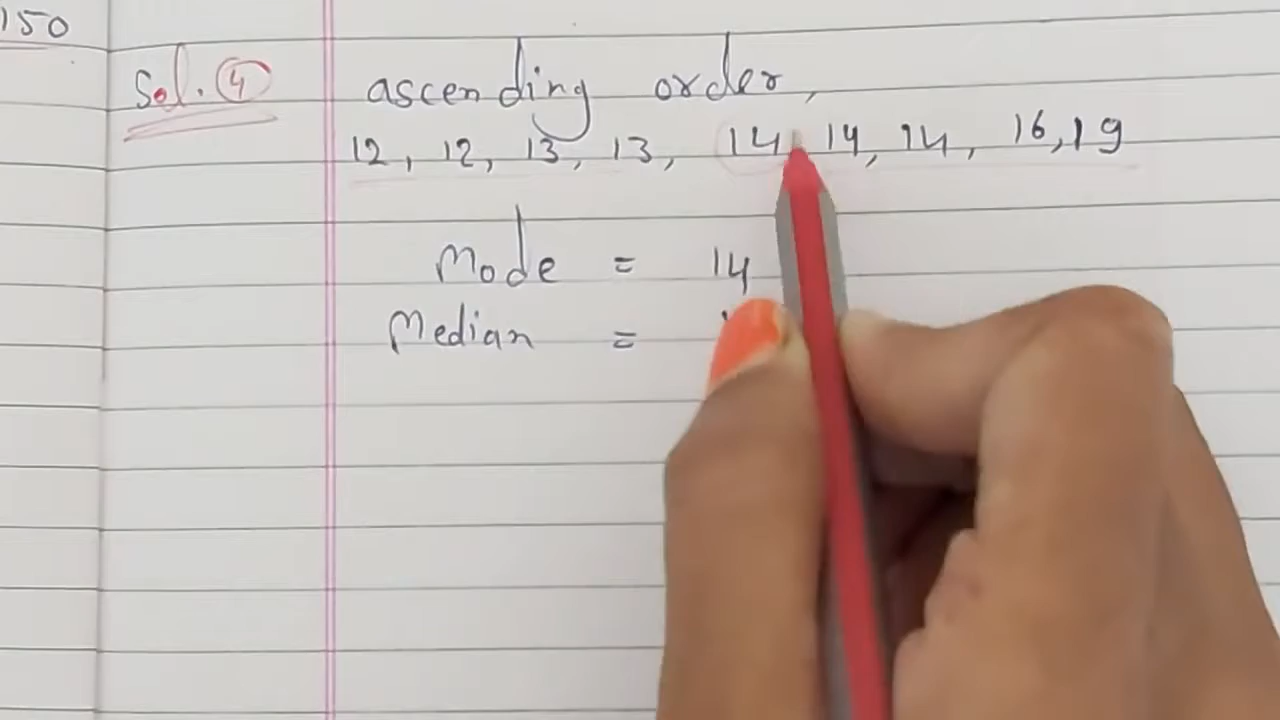 150
Sol. 4
ascending order,
12, 12, 13, 13, 14, 14, 14, 16, 19
Mode = 14
Median =